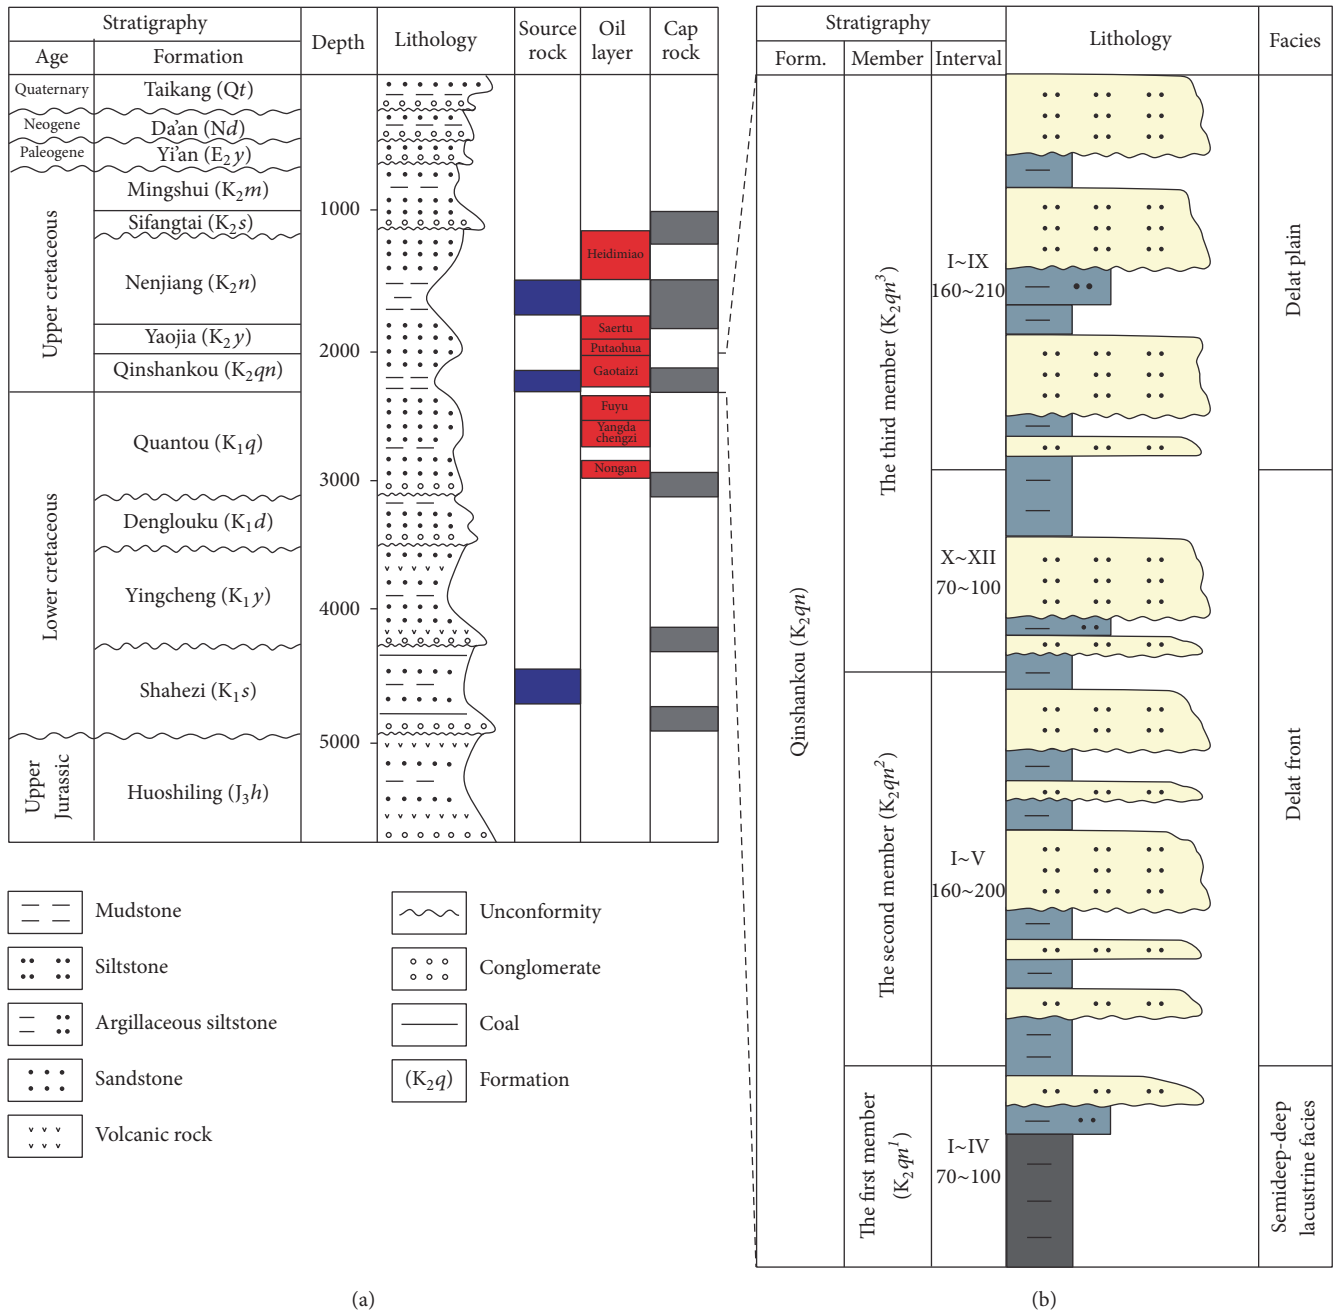 Stratigraphy
Age
Formation
Depth
Lithology
Source
rock
Oil
layer
Cap
rock
Quaternary
Taikang (Qt)
Neogene
Da'an (Nd)
Paleogene
Yi'an (E₂y)
Upper cretaceous
Mingshui (K₂m)
Sifangtai (K₂s)
Nenjiang (K₂n)
Yaojia (K₂y)
Qinshankou (K₂qn)
Lower cretaceous
Quantou (K₁q)
Denglouku (K₁d)
Yingcheng (K₁y)
Shahezi (K₁s)
Upper
Jurassic
Huoshiling (J₃h)
1000
2000
3000
4000
5000
Heidimiao
Saertu
Putaohua
Gaotaizi
Fuyu
Yangda
chengzi
Nongan
Mudstone
Siltstone
Argillaceous siltstone
Sandstone
Volcanic rock
Unconformity
Conglomerate
Coal
(K₂q) Formation
(a)
Stratigraphy
Form.
Member
Interval
Lithology
Facies
Qinshankou (K₂qn)
The third member (K₂qn³)
I~IX
160~210
Delat plain
X~XII
70~100
The second member (K₂qn²)
I~V
160~200
Delat front
The first member
(K₂qn¹)
I~IV
70~100
Semideep-deep
lacustrine facies
(b)